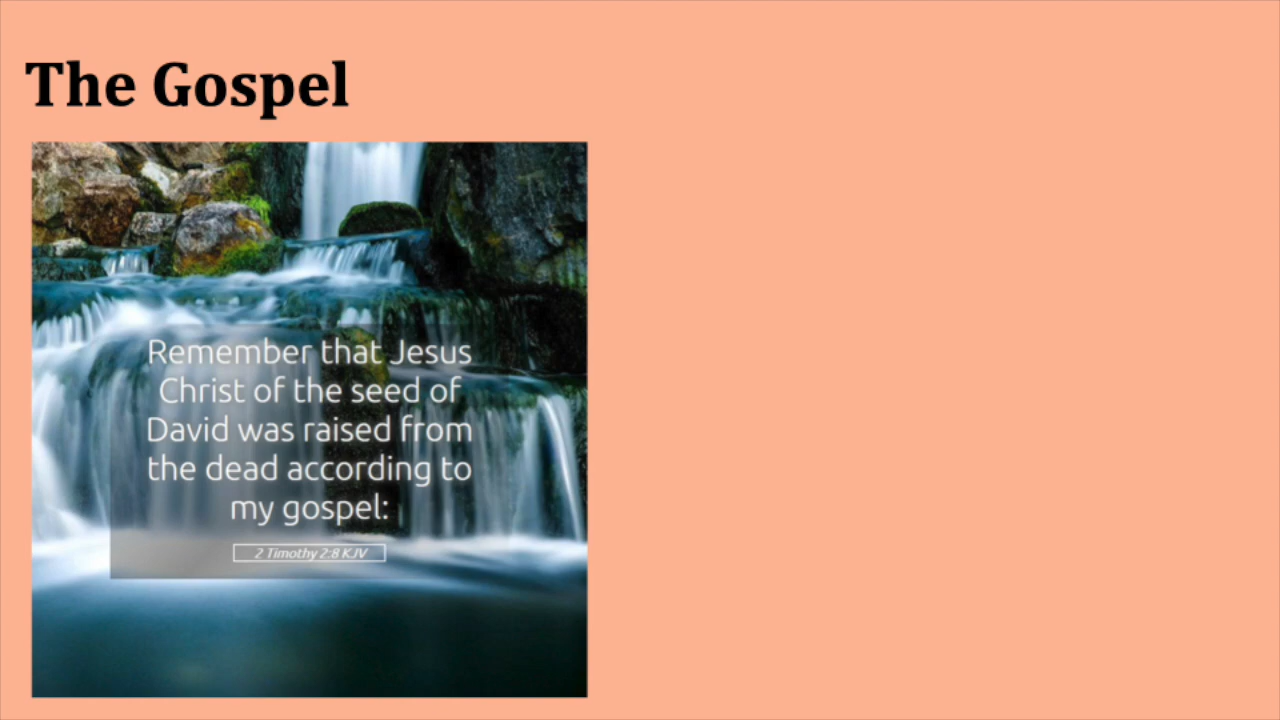 The Gospel
Remember that Jesus
Christ of the seed of
David was raised from
the dead according to
my gospel:
2 Timothy 2:8 KJV